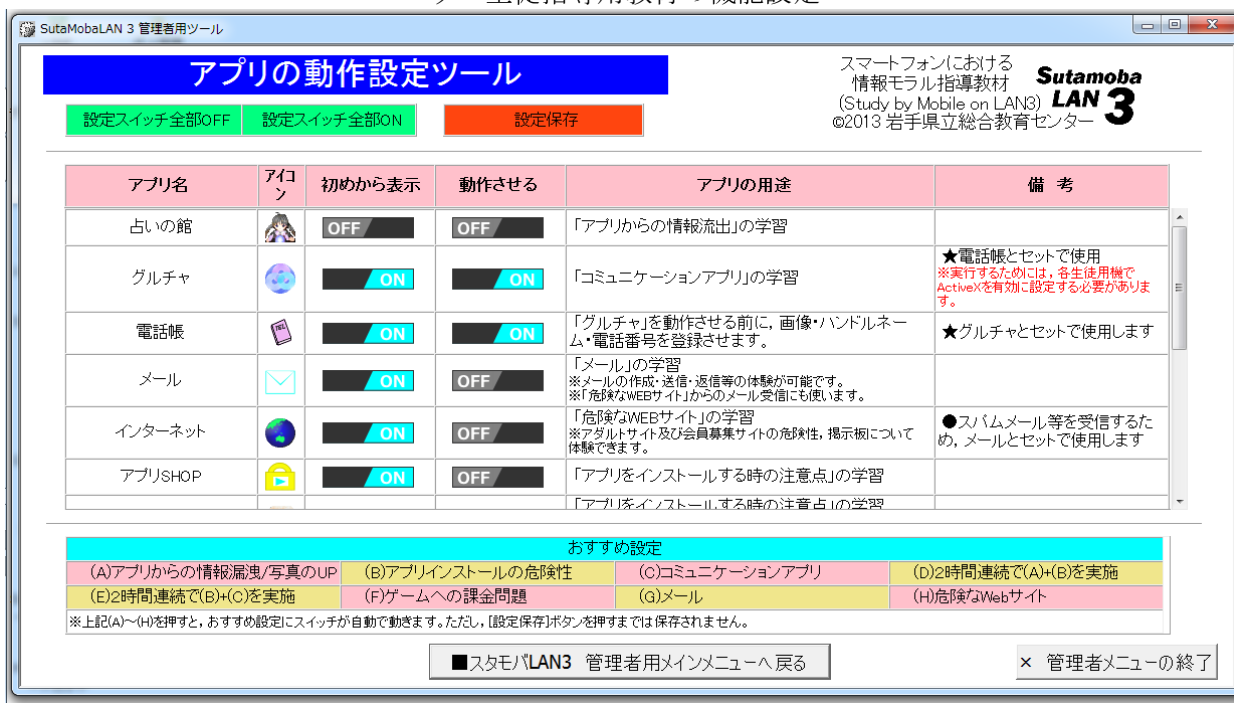 SutaMobaLAN 3 管理者用ツール
アプリの動作設定ツール
スマートフォンにおける
情報モラル指導教材
(Study by Mobile on LAN3)
©2013 岩手県立総合教育センター
Sutamoba
LAN 3
設定スイッチ全部OFF 設定スイッチ全部ON 設定保存
アプリ名 アイコン 初めから表示 動作させる アプリの用途 備 考
占いの館 OFF OFF 「アプリからの情報流出」の学習
グルチャ ON ON 「コミュニケーションアプリ」の学習
★電話帳とセットで使用
※実行するためには，各生徒用機で
ActiveXを有効に設定する必要がありま
す。
電話帳 ON ON
「グルチャ」を動作させる前に，画像・ハンドルネー
ム・電話番号を登録させます。
★グルチャとセットで使用します
メール ON OFF
「メール」の学習
※メールの作成・送信・返信等の体験が可能です。
※「危険なWEBサイト」からのメール受信にも使います。
インターネット ON OFF
「危険なWEBサイト」の学習
※アダルトサイト及び会員募集サイトの危険性，掲示板について
体験できます。
●スパムメール等を受信するた
め，メールとセットで使用します
アプリSHOP ON OFF 「アプリをインストールする時の注意点」の学習
「アプリをインストールする時の注意点」の学習
おすすめ設定
(A)アプリからの情報漏洩/写真のUP (B)アプリインストールの危険性 (C)コミュニケーションアプリ (D)2時間連続で(A)+(B)を実施
(E)2時間連続で(B)+(C)を実施 (F)ゲームへの課金問題 (G)メール (H)危険なWebサイト
※上記(A)～(H)を押すと，おすすめ設定にスイッチが自動で動きます。ただし，[設定保存]ボタンを押すまでは保存されません。
■スタモバLAN3 管理者用メインメニューへ戻る × 管理者メニューの終了